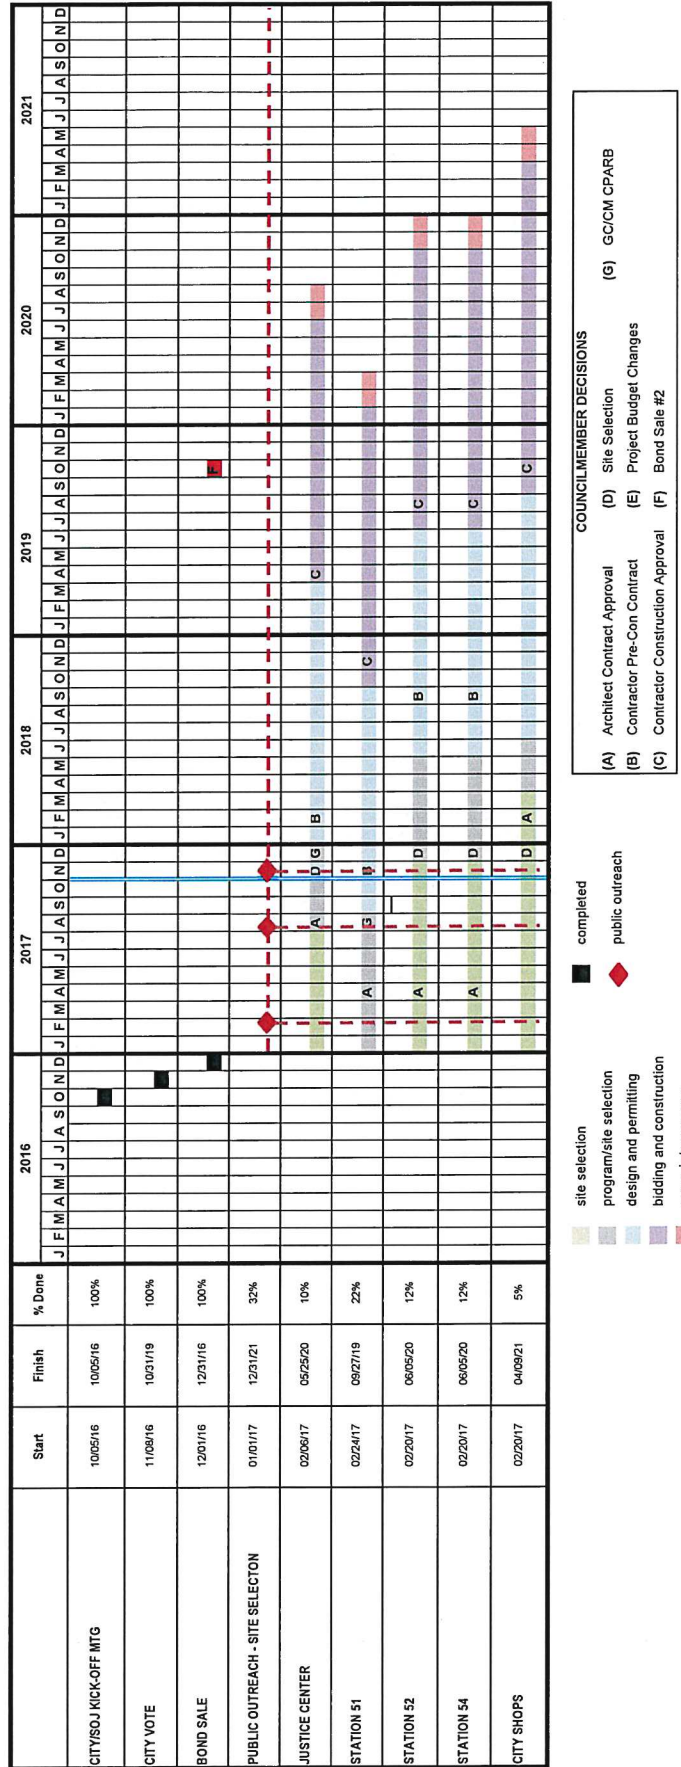 2016 2017 2018 2019 2020 2021
Start Finish % Done J F M A M J J A S O N D J F M A M J J A S O N D J F M A M J J A S O N D J F M A M J J A S O N D J F M A M J J A S O N D J F M A M J J A S O N D
CITY/SOJ KICK-OFF MTG 10/05/16 10/05/16 100%
CITY VOTE 11/08/16 10/31/19 100%
BOND SALE 12/01/16 12/31/16 100% F
PUBLIC OUTREACH - SITE SELECTON 01/01/17 12/31/21 32%
JUSTICE CENTER 02/06/17 05/25/20 10% A D G B C
STATION 51 02/24/17 09/27/19 22% A G B C
STATION 52 02/20/17 06/05/20 12% A D B C
STATION 54 02/20/17 06/05/20 12% A D B C
CITY SHOPS 02/20/17 04/09/21 5% D A C
site selection
program/site selection
design and permitting
bidding and construction
completed
public outreach
COUNCILMEMBER DECISIONS
(A) Architect Contract Approval (D) Site Selection (G) GC/CM CPARB
(B) Contractor Pre-Con Contract (E) Project Budget Changes
(C) Contractor Construction Approval (F) Bond Sale #2